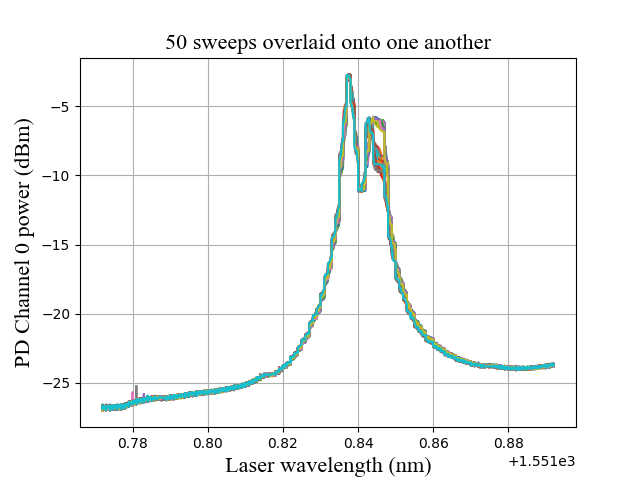 50 sweeps overlaid onto one another
PD Channel 0 power (dBm)
−5
−10
−15
−20
−25
0.78 0.80 0.82 0.84 0.86 0.88
+1.551e3
Laser wavelength (nm)